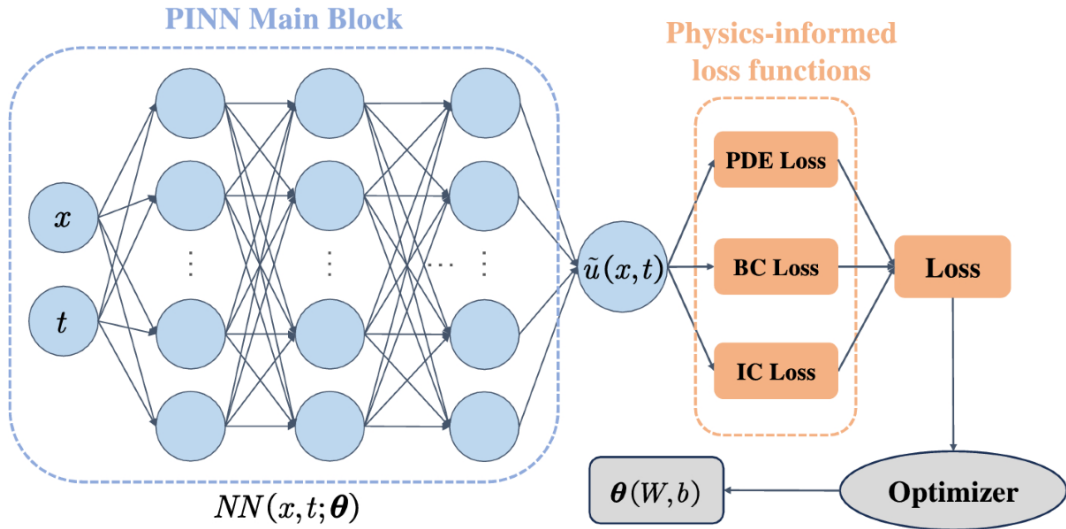 PINN Main Block
Physics-informed
loss functions
x
t
⋮
⋮
⋯
⋮
ũ(x,t)
PDE Loss
BC Loss
IC Loss
Loss
Optimizer
θ(W,b)
NN(x,t;θ)